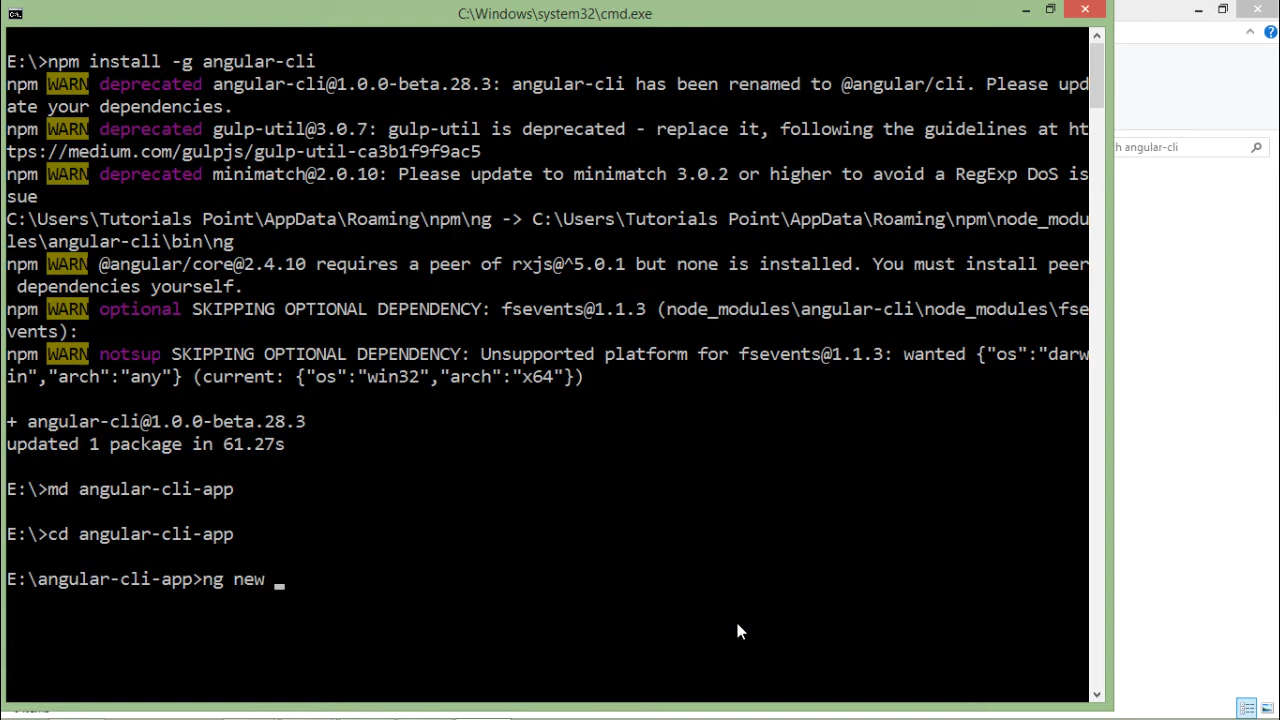 C:\Windows\system32\cmd.exe
E:\>npm install -g angular-cli
npm WARN deprecated angular-cli@1.0.0-beta.28.3: angular-cli has been renamed to @angular/cli. Please upd
ate your dependencies.
npm WARN deprecated gulp-util@3.0.7: gulp-util is deprecated - replace it, following the guidelines at ht
tps://medium.com/gulpjs/gulp-util-ca3b1f9f9ac5
npm WARN deprecated minimatch@2.0.10: Please update to minimatch 3.0.2 or higher to avoid a RegExp DoS is
sue
C:\Users\Tutorials Point\AppData\Roaming\npm\ng -> C:\Users\Tutorials Point\AppData\Roaming\npm\node_modu
les\angular-cli\bin\ng
npm WARN @angular/core@2.4.10 requires a peer of rxjs@^5.0.1 but none is installed. You must install peer
 dependencies yourself.
npm WARN optional SKIPPING OPTIONAL DEPENDENCY: fsevents@1.1.3 (node_modules\angular-cli\node_modules\fse
vents):
npm WARN notsup SKIPPING OPTIONAL DEPENDENCY: Unsupported platform for fsevents@1.1.3: wanted {"os":"darw
in","arch":"any"} (current: {"os":"win32","arch":"x64"})
+ angular-cli@1.0.0-beta.28.3
updated 1 package in 61.27s
E:\>md angular-cli-app
E:\>cd angular-cli-app
E:\angular-cli-app>ng new _
angular-cli